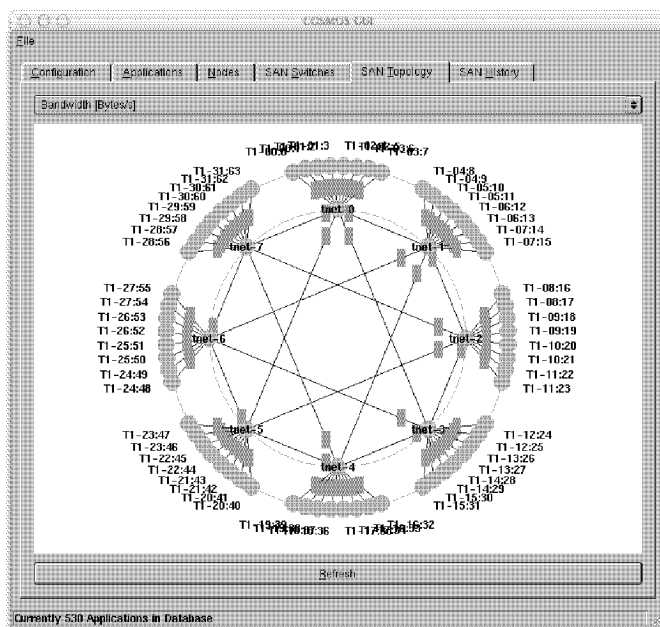 COSMOS GUI
File
Configuration Applications Nodes SAN Switches SAN Topology SAN History
Bandwidth [Bytes/s]
T1-03:7
T1-04:8
T1-04:9
T1-05:10
T1-05:11
T1-06:12
T1-06:13
T1-07:14
T1-07:15
T1-08:16
T1-08:17
T1-09:18
T1-09:19
T1-10:20
T1-10:21
T1-11:22
T1-11:23
T1-12:24
T1-12:25
T1-13:26
T1-13:27
T1-14:28
T1-14:29
T1-15:30
T1-15:31
T1-16:32
T1-20:40
T1-20:41
T1-21:42
T1-21:43
T1-22:44
T1-22:45
T1-23:46
T1-23:47
T1-24:48
T1-24:49
T1-25:50
T1-25:51
T1-26:52
T1-26:53
T1-27:54
T1-27:55
T1-28:56
T1-28:57
T1-29:58
T1-29:59
T1-30:60
T1-30:61
T1-31:62
T1-31:63
tnet-0
tnet-1
tnet-2
tnet-3
tnet-4
tnet-5
tnet-6
tnet-7
Refresh
Currently 530 Applications in Database